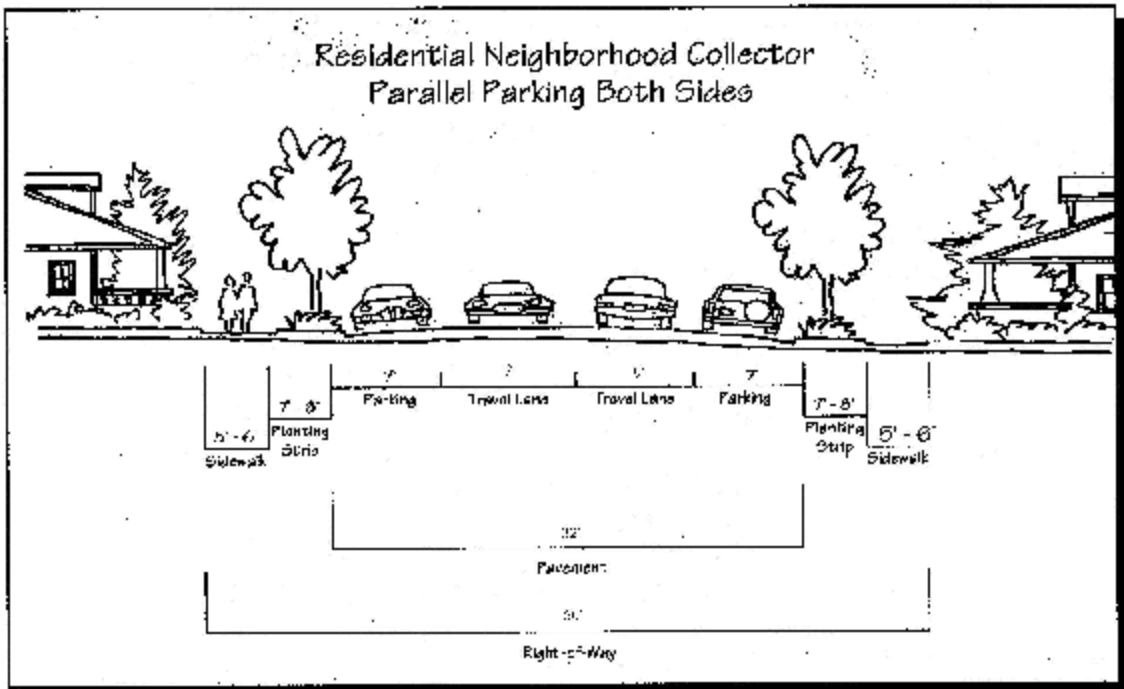 Residential Neighborhood Collector
Parallel Parking Both Sides
Parking
Travel Lane
Travel Lane
Parking
7' - 8'
Planting
Strip
5' - 6'
Sidewalk
7' - 8'
Planting
Strip
5' - 6'
Sidewalk
32'
Pavement
Right-of-Way